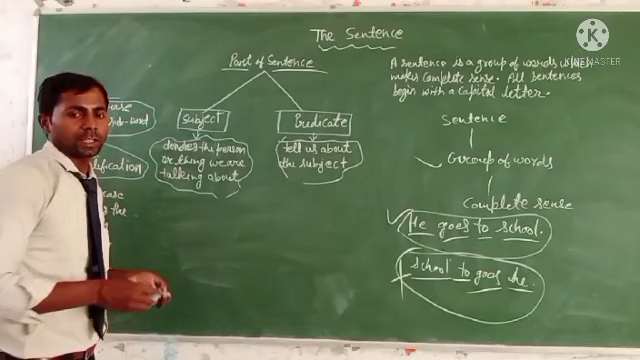 The Sentence
Part of Sentence
Subject
denotes the person
or thing we are
talking about
Predicate
tell us about
the subject
A sentence is a group of words
makes complete sense. All sentences
begin with a Capital letter.
Sentence
Group of words
Complete sense
He goes to school.
School to goes he.